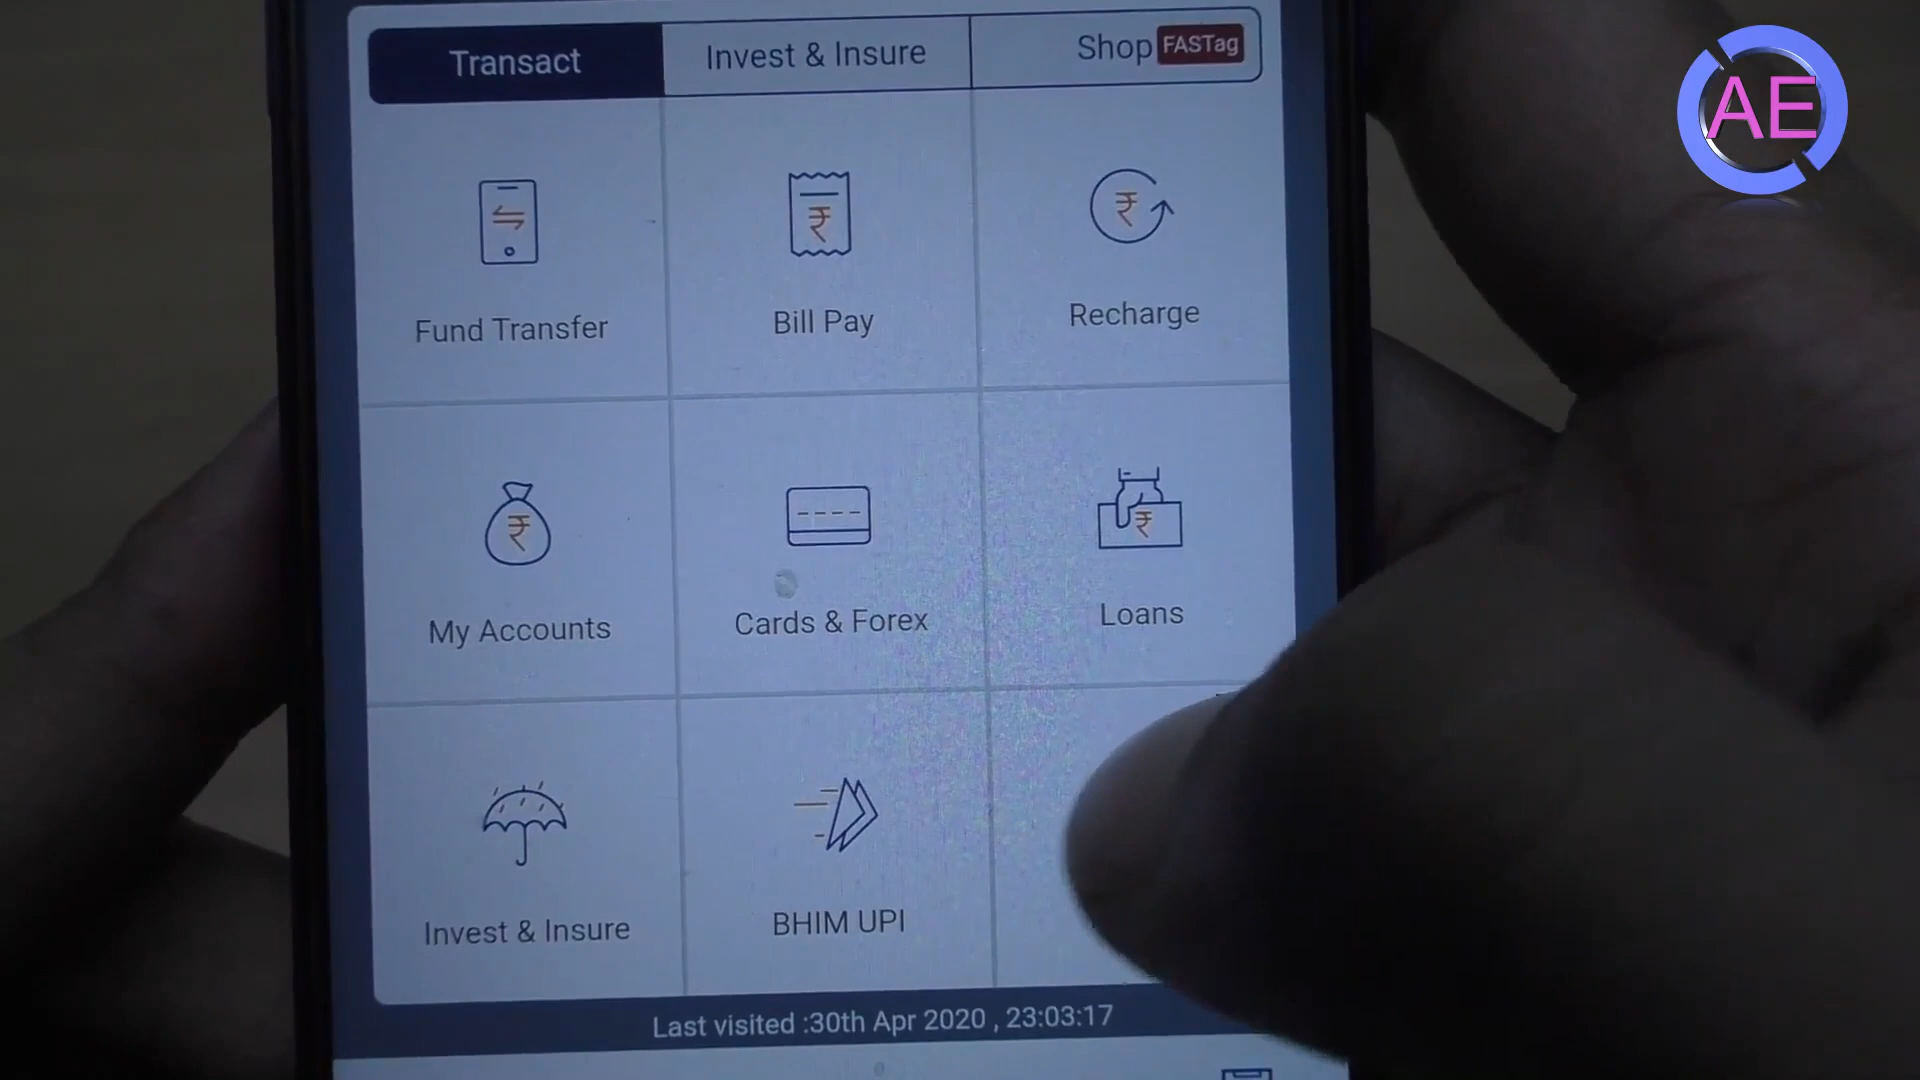 Transact
Invest & Insure
Shop FASTag
AE
Fund Transfer
Bill Pay
Recharge
My Accounts
Cards & Forex
Loans
Invest & Insure
BHIM UPI
Last visited :30th Apr 2020 , 23:03:17